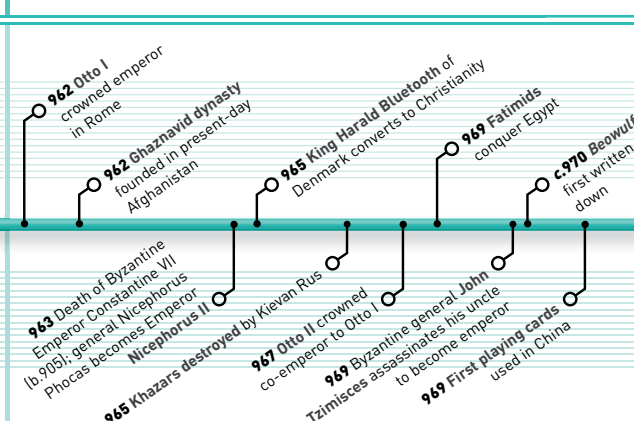 962 Otto I
crowned emperor
in Rome
962 Ghaznavid dynasty
founded in present-day
Afghanistan
965 King Harald Bluetooth of
Denmark converts to Christianity
969 Fatimids
conquer Egypt
c.970 Beowulf
first written
down
963 Death of Byzantine
Emperor Constantine VII
[b.905]; general Nicephorus
Phocas becomes Emperor
Nicephorus II
965 Khazars destroyed by Kievan Rus
967 Otto II crowned
co-emperor to Otto I
969 Byzantine general John
Tzimisces assassinates his uncle
to become emperor
969 First playing cards
used in China